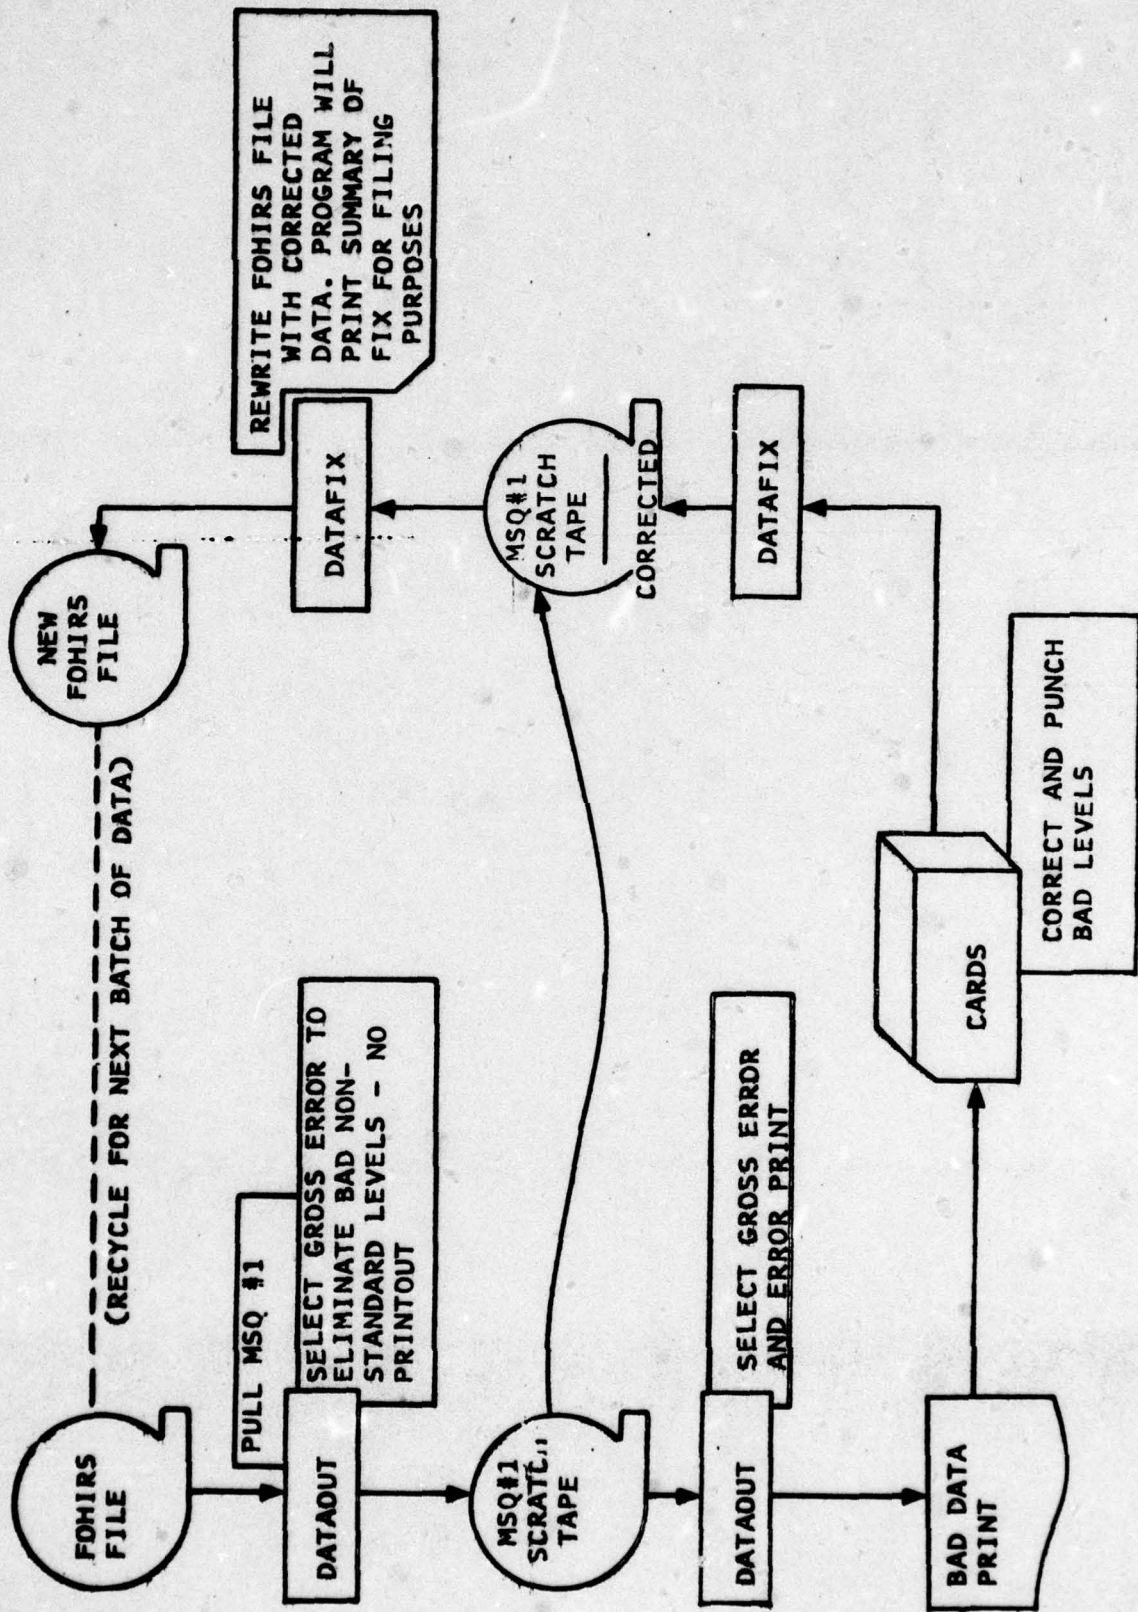 FOHIRS
FILE
(RECYCLE FOR NEXT BATCH OF DATA)
NEW
FOHIRS
FILE
PULL MSQ #1
DATAOUT
SELECT GROSS ERROR TO
ELIMINATE BAD NON-
STANDARD LEVELS - NO
PRINTOUT
DATAFIX
REWRITE FOHIRS FILE
WITH CORRECTED
DATA. PROGRAM WILL
PRINT SUMMARY OF
FIX FOR FILING
PURPOSES
MSQ#1
SCRATCH
TAPE
MSQ#1
SCRATCH
TAPE
CORRECTED
DATAOUT
SELECT GROSS ERROR
AND ERROR PRINT
DATAFIX
BAD DATA
PRINT
CARDS
CORRECT AND PUNCH
BAD LEVELS